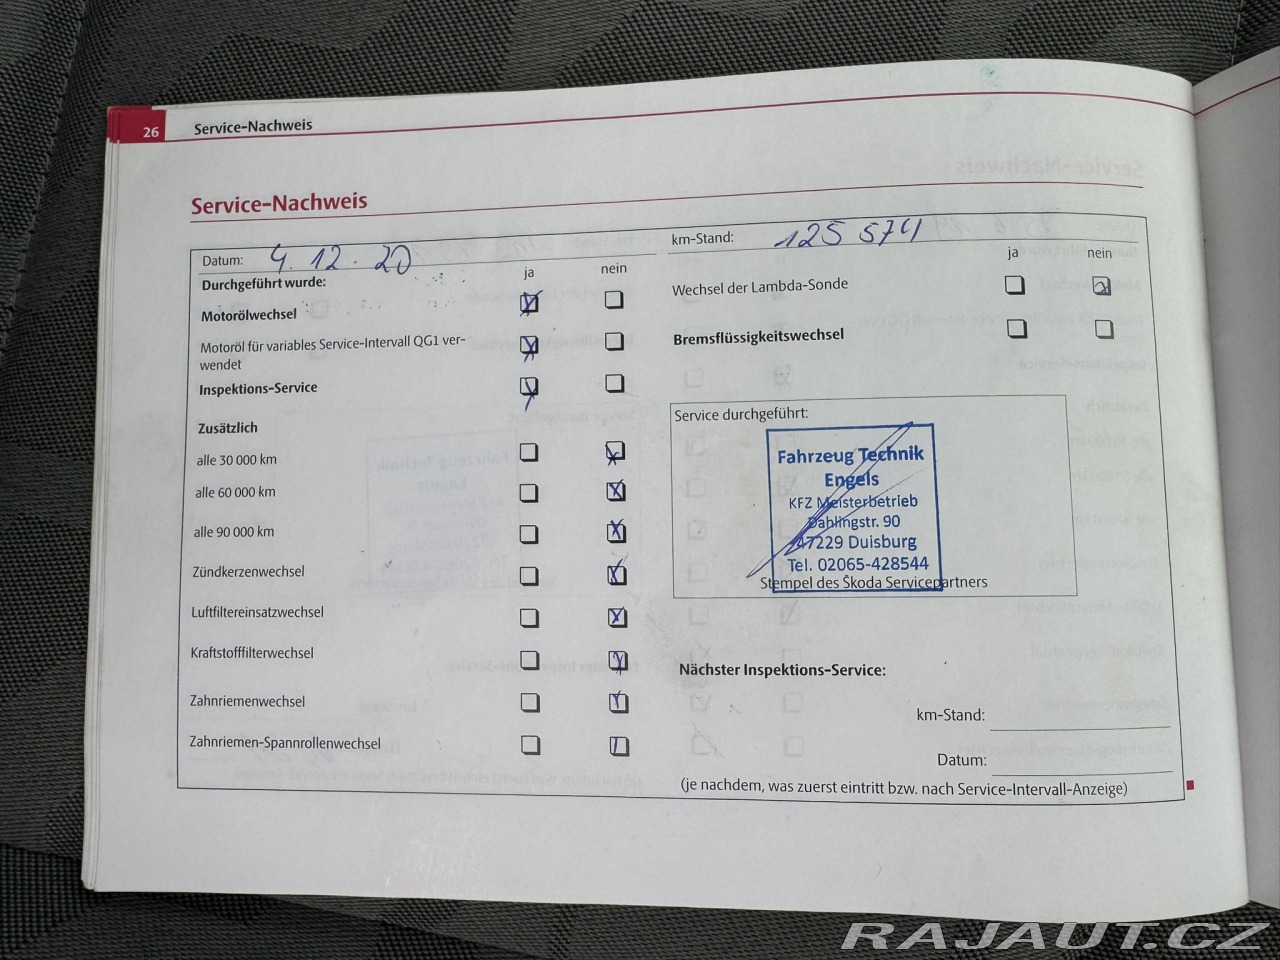 26 Service-Nachweis
Service-Nachweis
Datum: 4.12.20
km-Stand: 125 574
ja nein
ja nein
Durchgeführt wurde:
Motorölwechsel
Motoröl für variables Service-Intervall QG1 ver-
wendet
Inspektions-Service
Zusätzlich
alle 30 000 km
alle 60 000 km
alle 90 000 km
Zündkerzenwechsel
Luftfiltereinsatzwechsel
Kraftstofffilterwechsel
Zahnriemenwechsel
Zahnriemen-Spannrollenwechsel
Wechsel der Lambda-Sonde
Bremsflüssigkeitswechsel
Service durchgeführt:
Fahrzeug Technik
Engels
KFZ Meisterbetrieb
Dahlingstr. 90
47229 Duisburg
Tel. 02065-428544
Stempel des Škoda Servicepartners
Nächster Inspektions-Service:
km-Stand:
Datum:
(je nachdem, was zuerst eintritt bzw. nach Service-Intervall-Anzeige)
RAJAUT.CZ